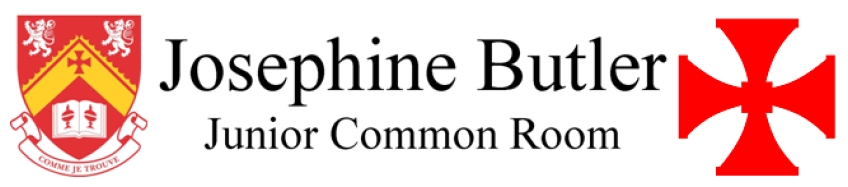 Josephine Butler
Junior Common Room
COMME JE TROUVE